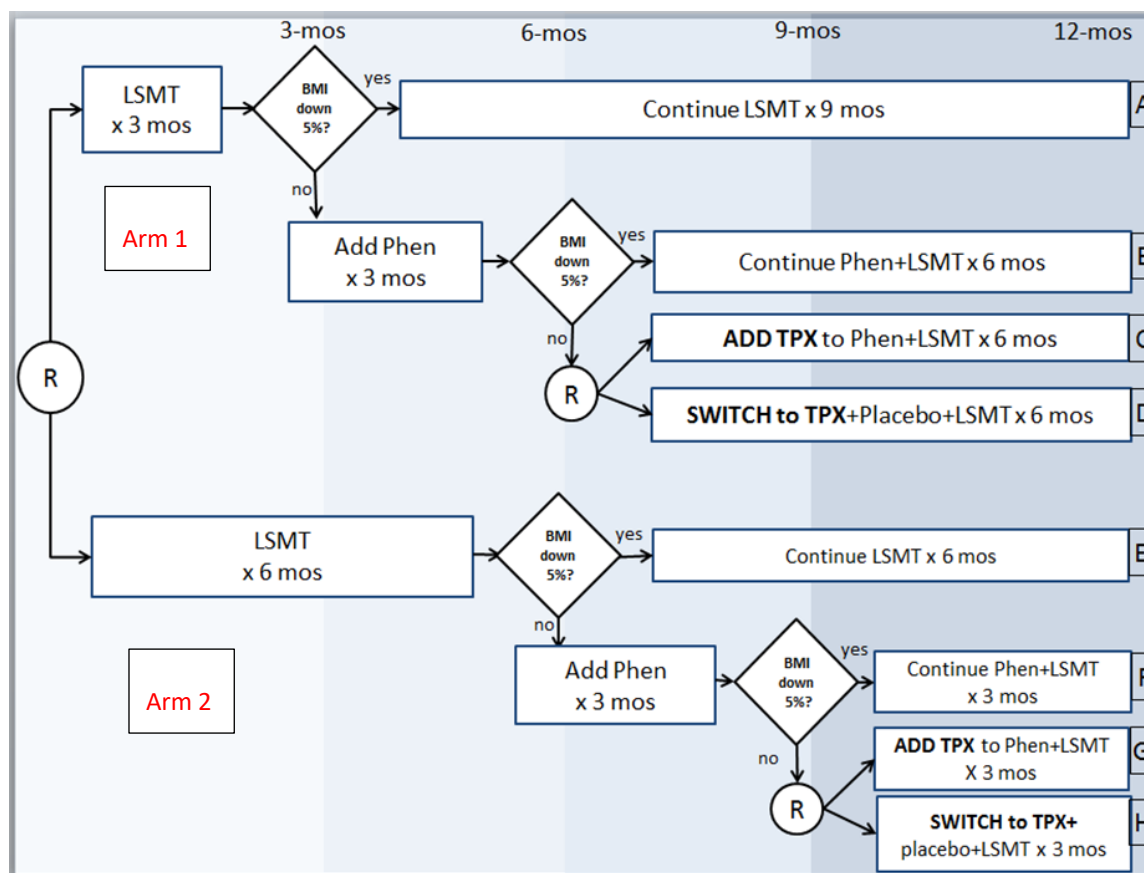 3-mos 6-mos 9-mos 12-mos
LSMT
x 3 mos
BMI
down
5%?
yes
Continue LSMT x 9 mos
A
no
Arm 1
Add Phen
x 3 mos
BMI
down
5%?
yes
Continue Phen+LSMT x 6 mos
no
ADD TPX to Phen+LSMT x 6 mos
R
R
SWITCH to TPX+Placebo+LSMT x 6 mos
LSMT
x 6 mos
BMI
down
5%?
yes
Continue LSMT x 6 mos
no
Arm 2
Add Phen
x 3 mos
BMI
down
5%?
yes
Continue Phen+LSMT
x 3 mos
no
ADD TPX to Phen+LSMT
X 3 mos
G
R
SWITCH to TPX+
placebo+LSMT x 3 mos
H